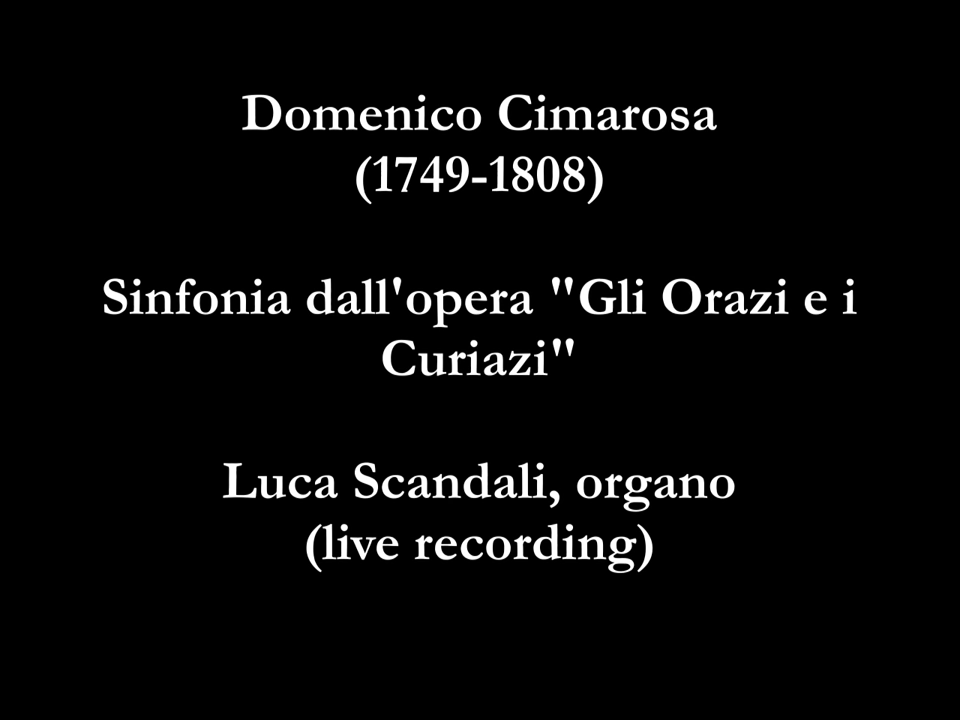 Domenico Cimarosa
(1749-1808)
Sinfonia dall'opera "Gli Orazi e i
Curiazi"
Luca Scandali, organo
(live recording)